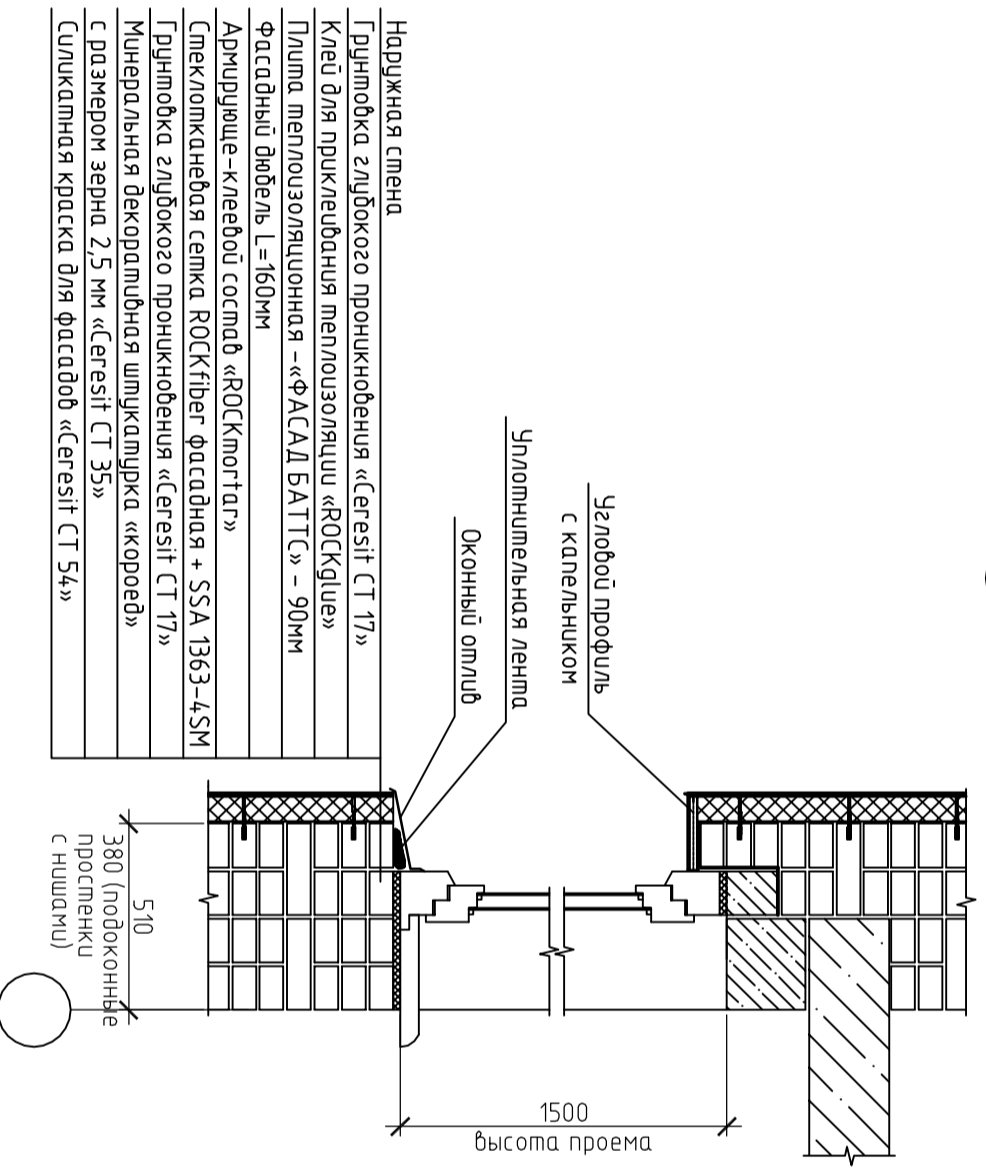 Наружная стена
Грунтовка глубокого проникновения «Ceresit CT 17»
Клей для приклеивания теплоизоляции «ROCKglue»
Плита теплоизоляционная -«ФАСАД БАТТС» - 90мм
Фасадный дюбель L=160мм
Армирующе-клеевой состав «ROCKmortar»
Стеклотканевая сетка ROCKfiber фасадная + SSA 1363-4SM
Грунтовка глубокого проникновения «Ceresit CT 17»
Минеральная декоративная штукатурка «короед»
с размером зерна 2,5 мм «Ceresit CT 35»
Силикатная краска для фасадов «Ceresit CT 54»
Угловой профиль
с капельником
Уплотнительная лента
Оконный отлив
510
380 (подоконные
простенки
с нишами)
1500
высота проема